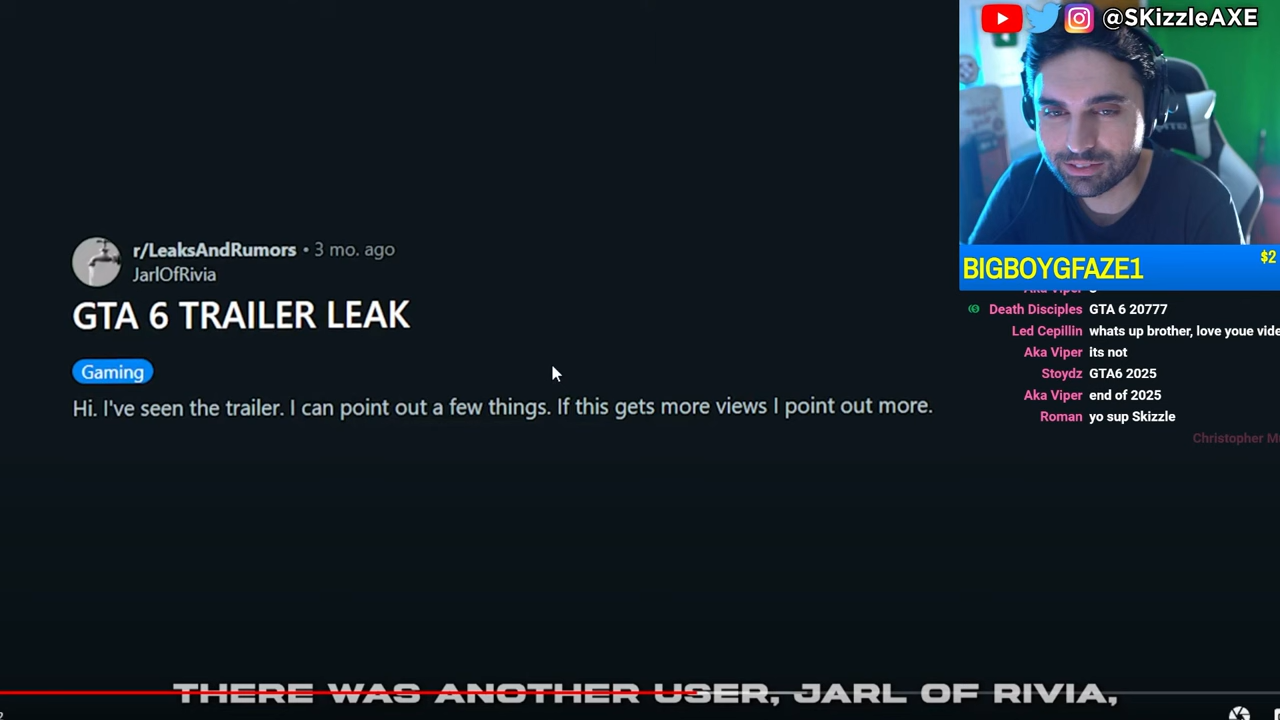 @SKizzleAXE
r/LeaksAndRumors • 3 mo. ago
JarlOfRivia
GTA 6 TRAILER LEAK
Gaming
Hi. I've seen the trailer. I can point out a few things. If this gets more views I point out more.
BIGBOYGFAZE1 $2
Aka Viper
Death Disciples GTA 6 20777
Led Cepillin whats up brother, love youe vide
Aka Viper its not
Stoydz GTA6 2025
Aka Viper end of 2025
Roman yo sup Skizzle
Christopher M
THERE WAS ANOTHER USER, JARL OF RIVIA,